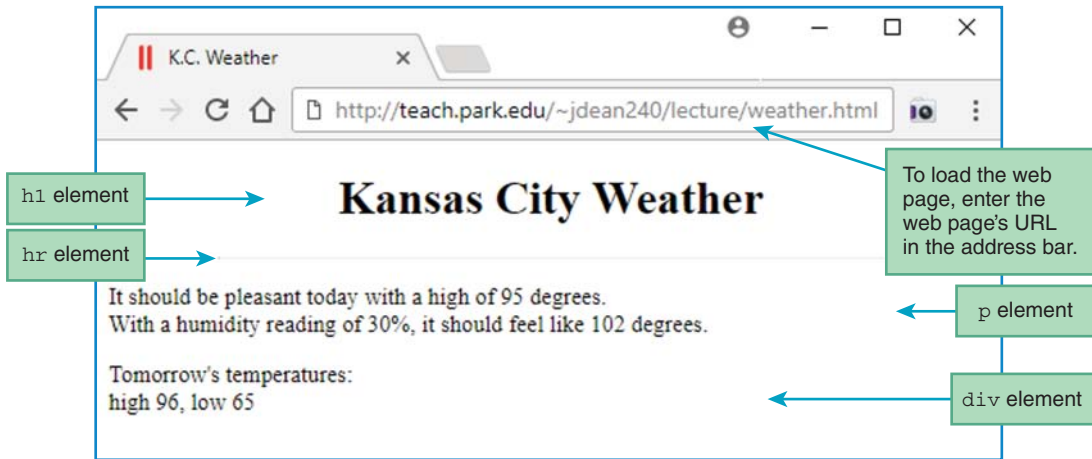 K.C. Weather
http://teach.park.edu/~jdean240/lecture/weather.html
To load the web
page, enter the
web page's URL
in the address bar.
h1 element
Kansas City Weather
hr element
It should be pleasant today with a high of 95 degrees.
With a humidity reading of 30%, it should feel like 102 degrees.
p element
Tomorrow's temperatures:
high 96, low 65
div element